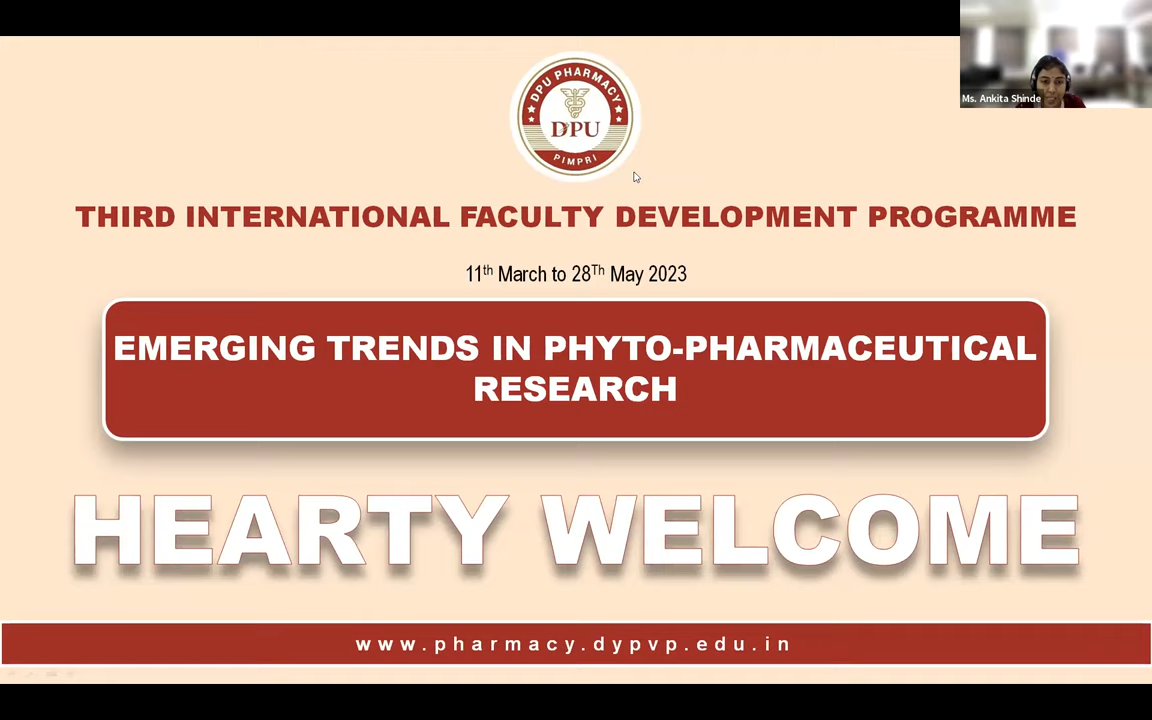 DPU PHARMACY
DPU
PIMPRI
Ms. Ankita Shinde
THIRD INTERNATIONAL FACULTY DEVELOPMENT PROGRAMME
11th March to 28Th May 2023
EMERGING TRENDS IN PHYTO-PHARMACEUTICAL
RESEARCH
HEARTY WELCOME
www.pharmacy.dypvp.edu.in